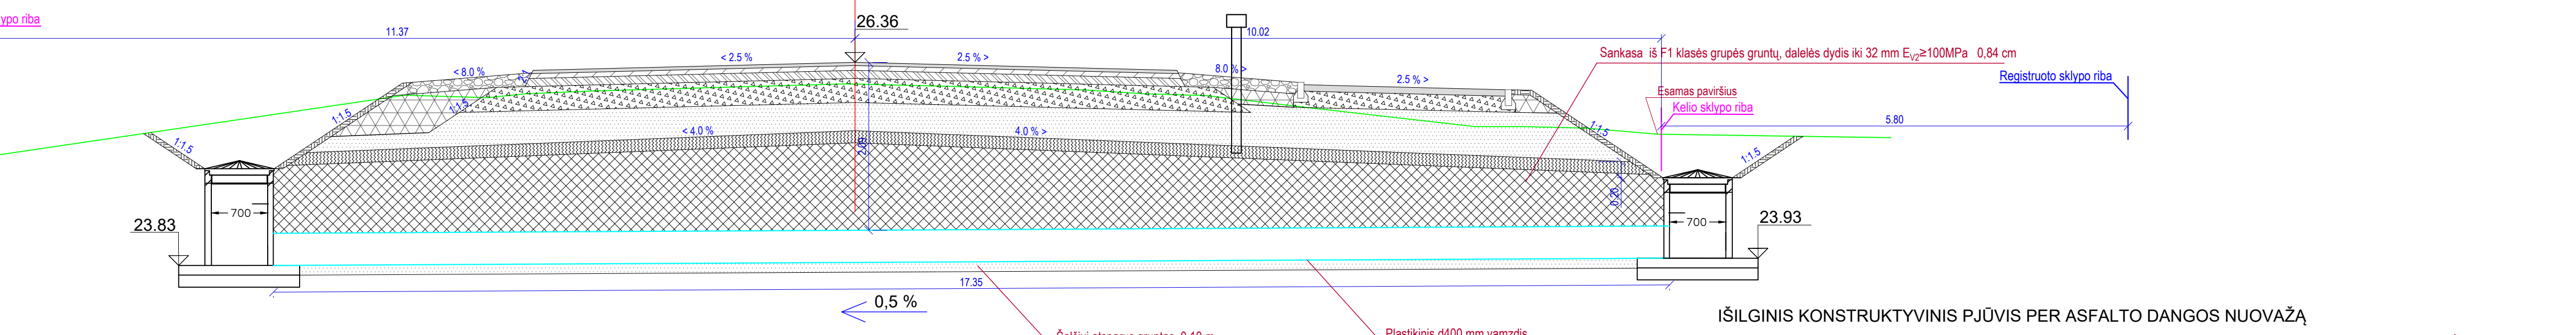 ypo riba
11.37
26.36
10.02
Sankasa iš F1 klasės grupės gruntų, dalelės dydis iki 32 mm EV2≥100MPa 0,84 cm
< 8.0 %
2:1
< 2.5 %
2.5 % >
8.0 % >
2.5 % >
Registruoto sklypo riba
Esamas paviršius
Kelio sklypo riba
1:1.5
1:1.5
1:1.5
5.80
< 4.0 %
4.0 % >
1:1.5
1:1.5
0.20
700
700
23.83
23.93
17.35
0,5 %
IŠILGINIS KONSTRUKTYVINIS PJŪVIS PER ASFALTO DANGOS NUOVAŽĄ
Plastikinis d400 mm vamzdis